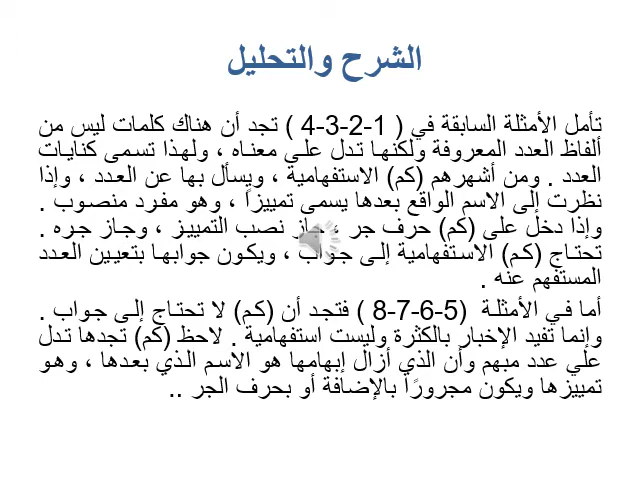 الشرح والتحليل
تأمل الأمثلة السابقة في ( 1-2-3-4 ) تجد أن هناك كلمات ليس من
ألفاظ العدد المعروفة ولكنها تدل على معناه ، ولهذا تسمى كنايات
العدد . ومن أشهرهم (كم) الاستفهامية ، ويسأل بها عن العدد ، وإذا
نظرت إلى الاسم الواقع بعدها يسمى تمييزاً ، وهو مفرد منصوب .
وإذا دخل على (كم) حرف جر ، جاز نصب التمييز ، وجاز جره .
تحتاج (كم) الاستفهامية إلى جواب ، ويكون جوابها بتعيين العدد
المستفهم عنه .
أما في الأمثلة (5-6-7-8 ) فتجد أن (كم) لا تحتاج إلى جواب .
وإنما تفيد الإخبار بالكثرة وليست استفهامية . لاحظ (كم) تجدها تدل
علي عدد مبهم وأن الذي أزال إبهامها هو الاسم الذي بعدها ، وهو
تمييزها ويكون مجرورًا بالإضافة أو بحرف الجر ..